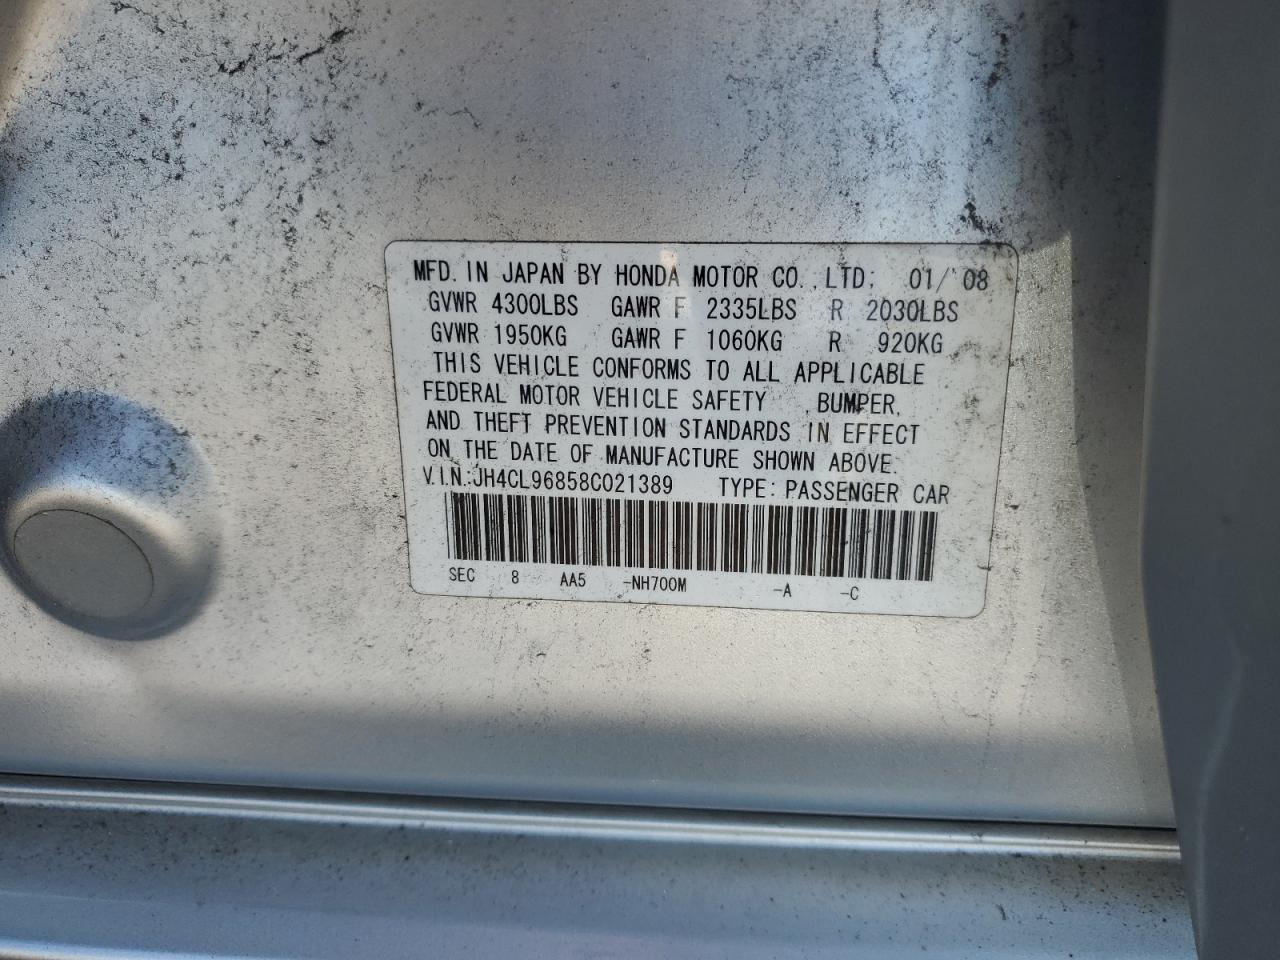 MFD. IN JAPAN BY HONDA MOTOR CO., LTD. 01/'08
GVWR 4300LBS GAWR F 2335LBS R 2030LBS
GVWR 1950KG GAWR F 1060KG R 920KG
THIS VEHICLE CONFORMS TO ALL APPLICABLE
FEDERAL MOTOR VEHICLE SAFETY , BUMPER,
AND THEFT PREVENTION STANDARDS IN EFFECT
ON THE DATE OF MANUFACTURE SHOWN ABOVE.
V.I.N.:JH4CL96858C021389 TYPE:PASSENGER CAR
SEC 8 AA5 -NH700M -A -C